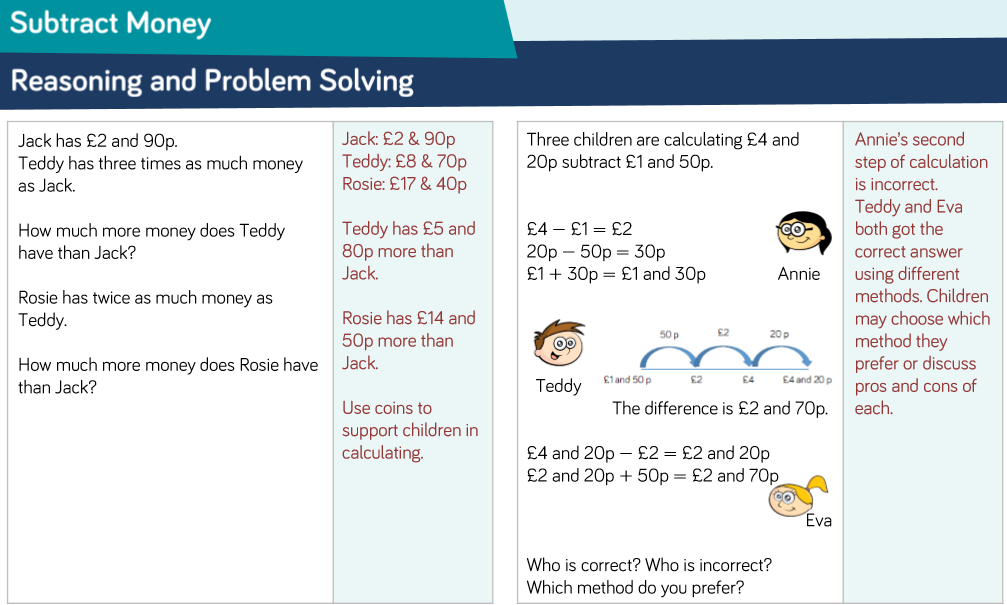 Subtract Money
Reasoning and Problem Solving
Jack has £2 and 90p.
Teddy has three times as much money
as Jack.
How much more money does Teddy
have than Jack?
Rosie has twice as much money as
Teddy.
How much more money does Rosie have
than Jack?
Jack: £2 & 90p
Teddy: £8 & 70p
Rosie: £17 & 40p
Teddy has £5 and
80p more than
Jack.
Rosie has £14 and
50p more than
Jack.
Use coins to
support children in
calculating.
Three children are calculating £4 and
20p subtract £1 and 50p.
£4 − £1 = £2
20p − 50p = 30p
£1 + 30p = £1 and 30p
Annie
50 p £2 20 p
£1 and 50 p £2 £4 £4 and 20 p
Teddy
The difference is £2 and 70p.
£4 and 20p − £2 = £2 and 20p
£2 and 20p + 50p = £2 and 70p
Eva
Who is correct? Who is incorrect?
Which method do you prefer?
Annie's second
step of calculation
is incorrect.
Teddy and Eva
both got the
correct answer
using different
methods. Children
may choose which
method they
prefer or discuss
pros and cons of
each.